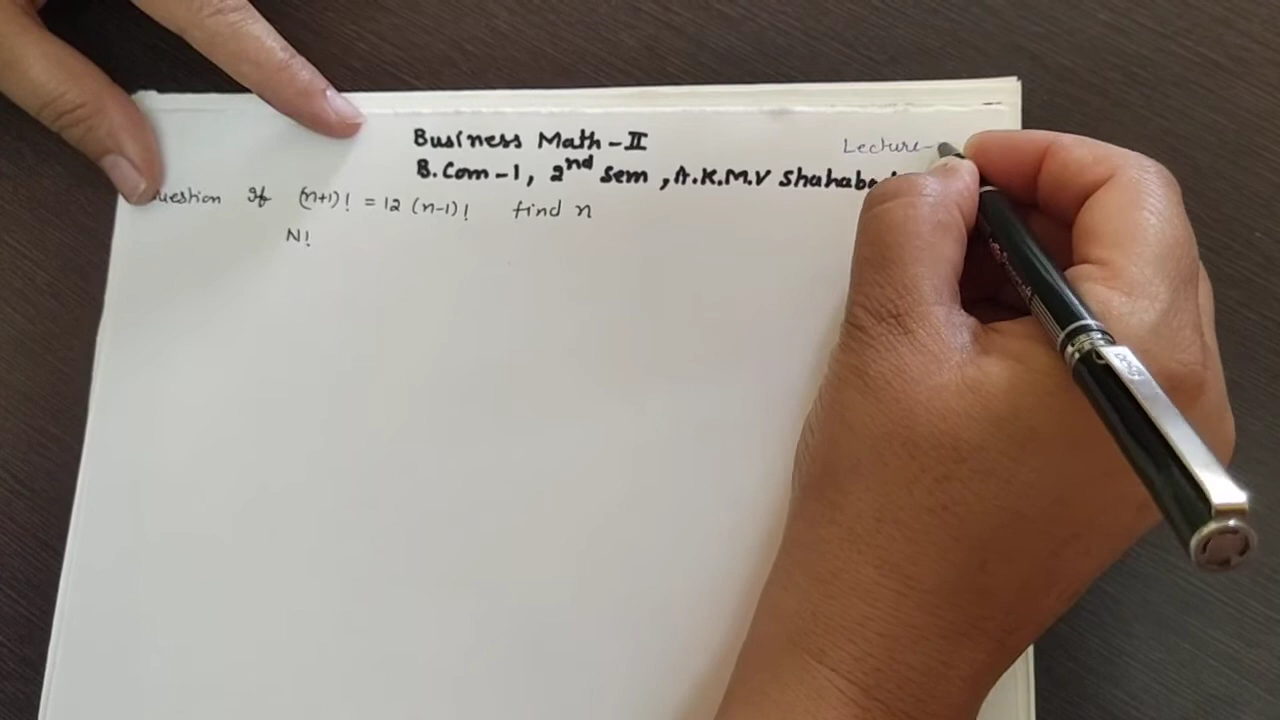 Business Math-II
Lecture-
B.Com-1, 2nd sem, A.K.M.V
If (n+1)! = 12 (n-1)! find n
N!